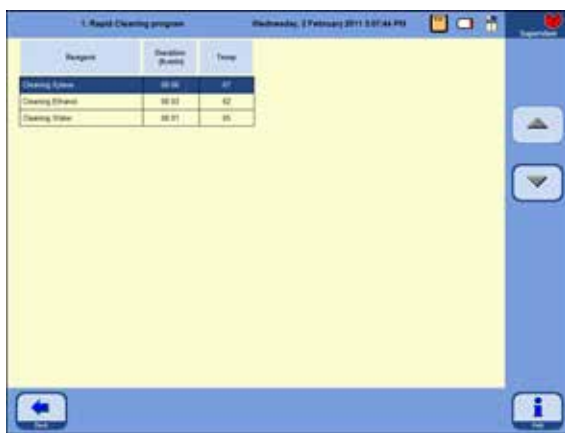 1. Rapid Cleaning program
Wednesday, 2 February 2011 3:07:44 PM
Supervisor
Reagent
Duration
(h:min)
Temp
Cleaning Xylene
Cleaning Ethanol 62
Cleaning Water
Back
Help